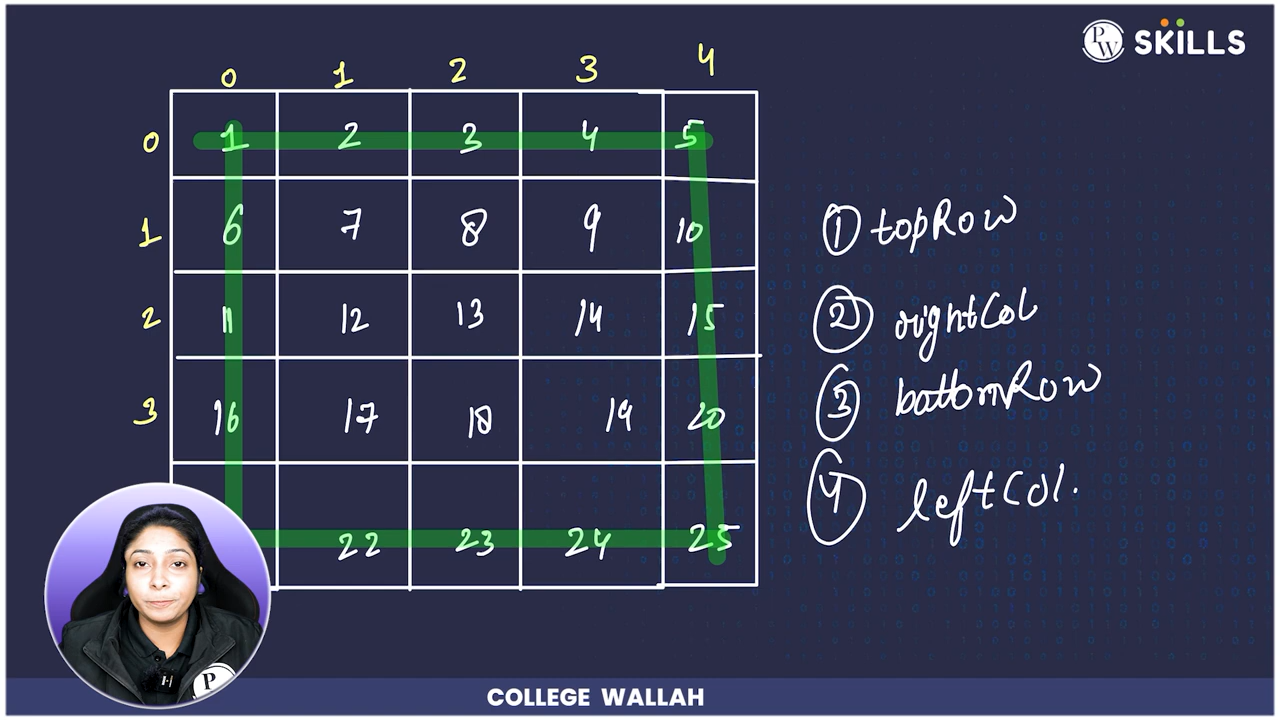 PW SKILLS
0 1 2 3 4
0 1 2 3 4 5
1 6 7 8 9 10
2 11 12 13 14 15
3 16 17 18 19 20
22 23 24 25
① topRow
② rightCol
③ bottomRow
④ leftCol.
P
COLLEGE WALLAH